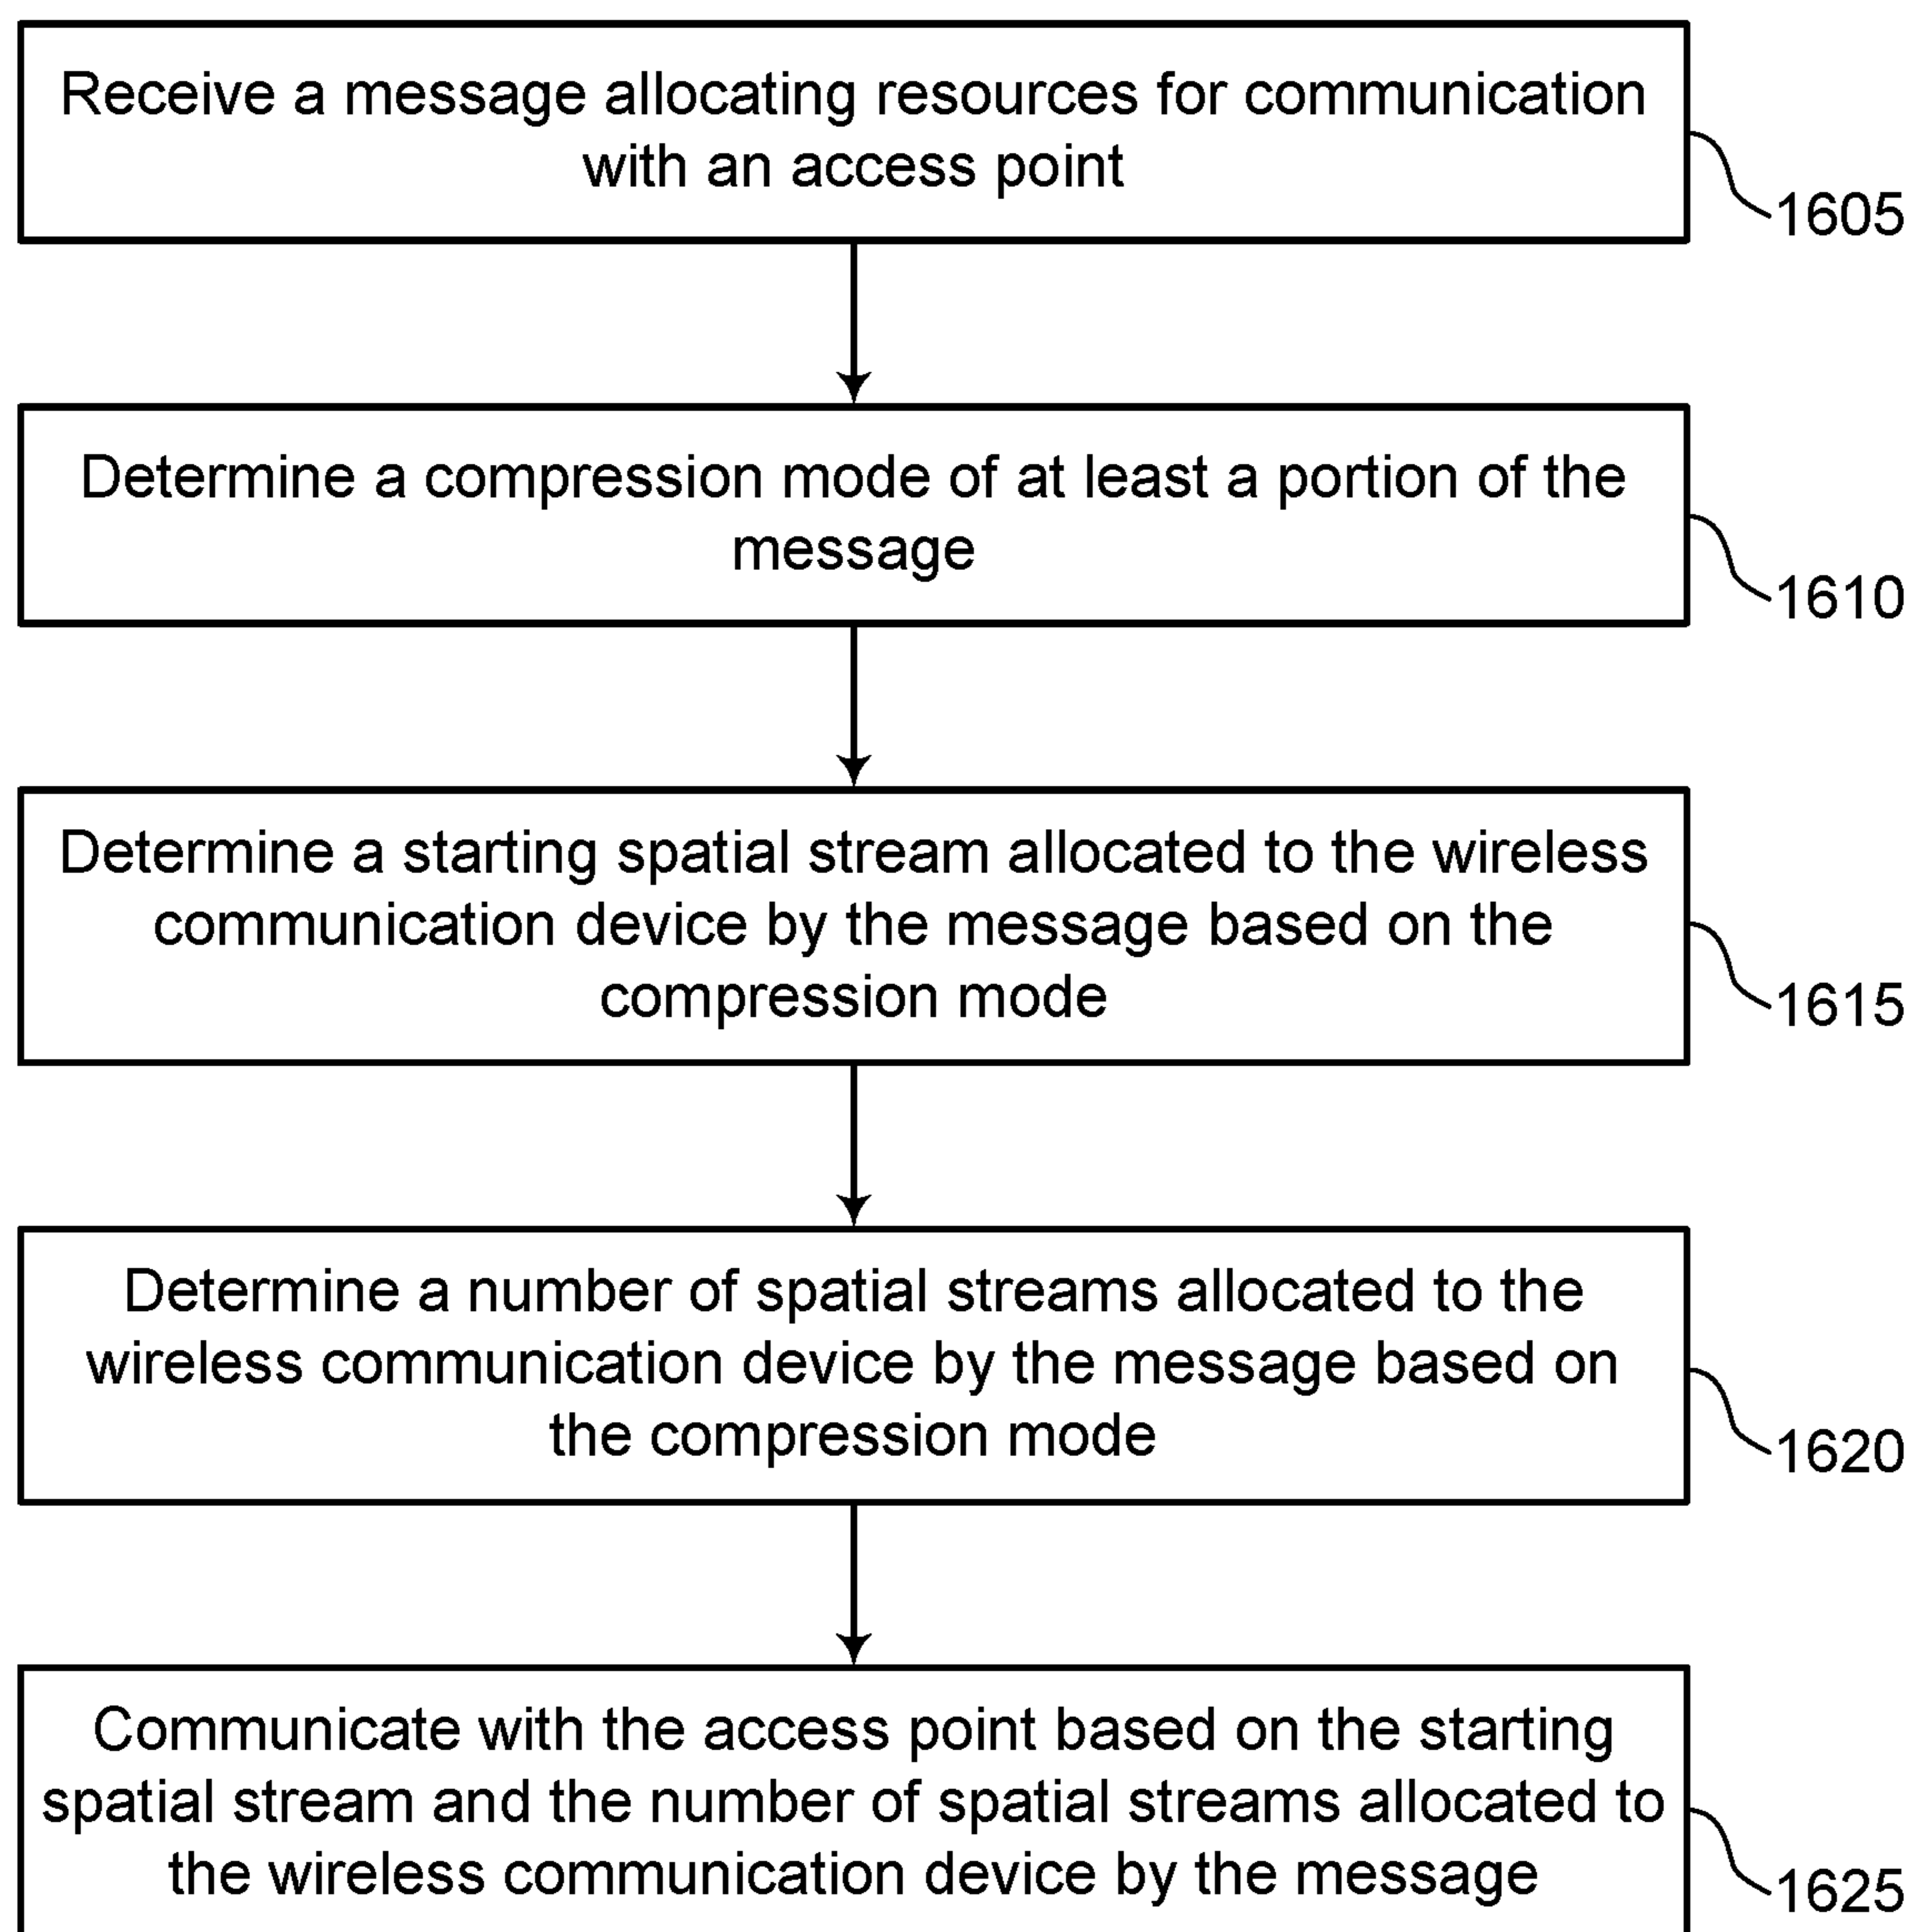 Receive a message allocating resources for communication
with an access point
1605
Determine a compression mode of at least a portion of the
message
1610
Determine a starting spatial stream allocated to the wireless
communication device by the message based on the
compression mode
1615
Determine a number of spatial streams allocated to the
wireless communication device by the message based on
the compression mode
1620
Communicate with the access point based on the starting
spatial stream and the number of spatial streams allocated to
the wireless communication device by the message
1625